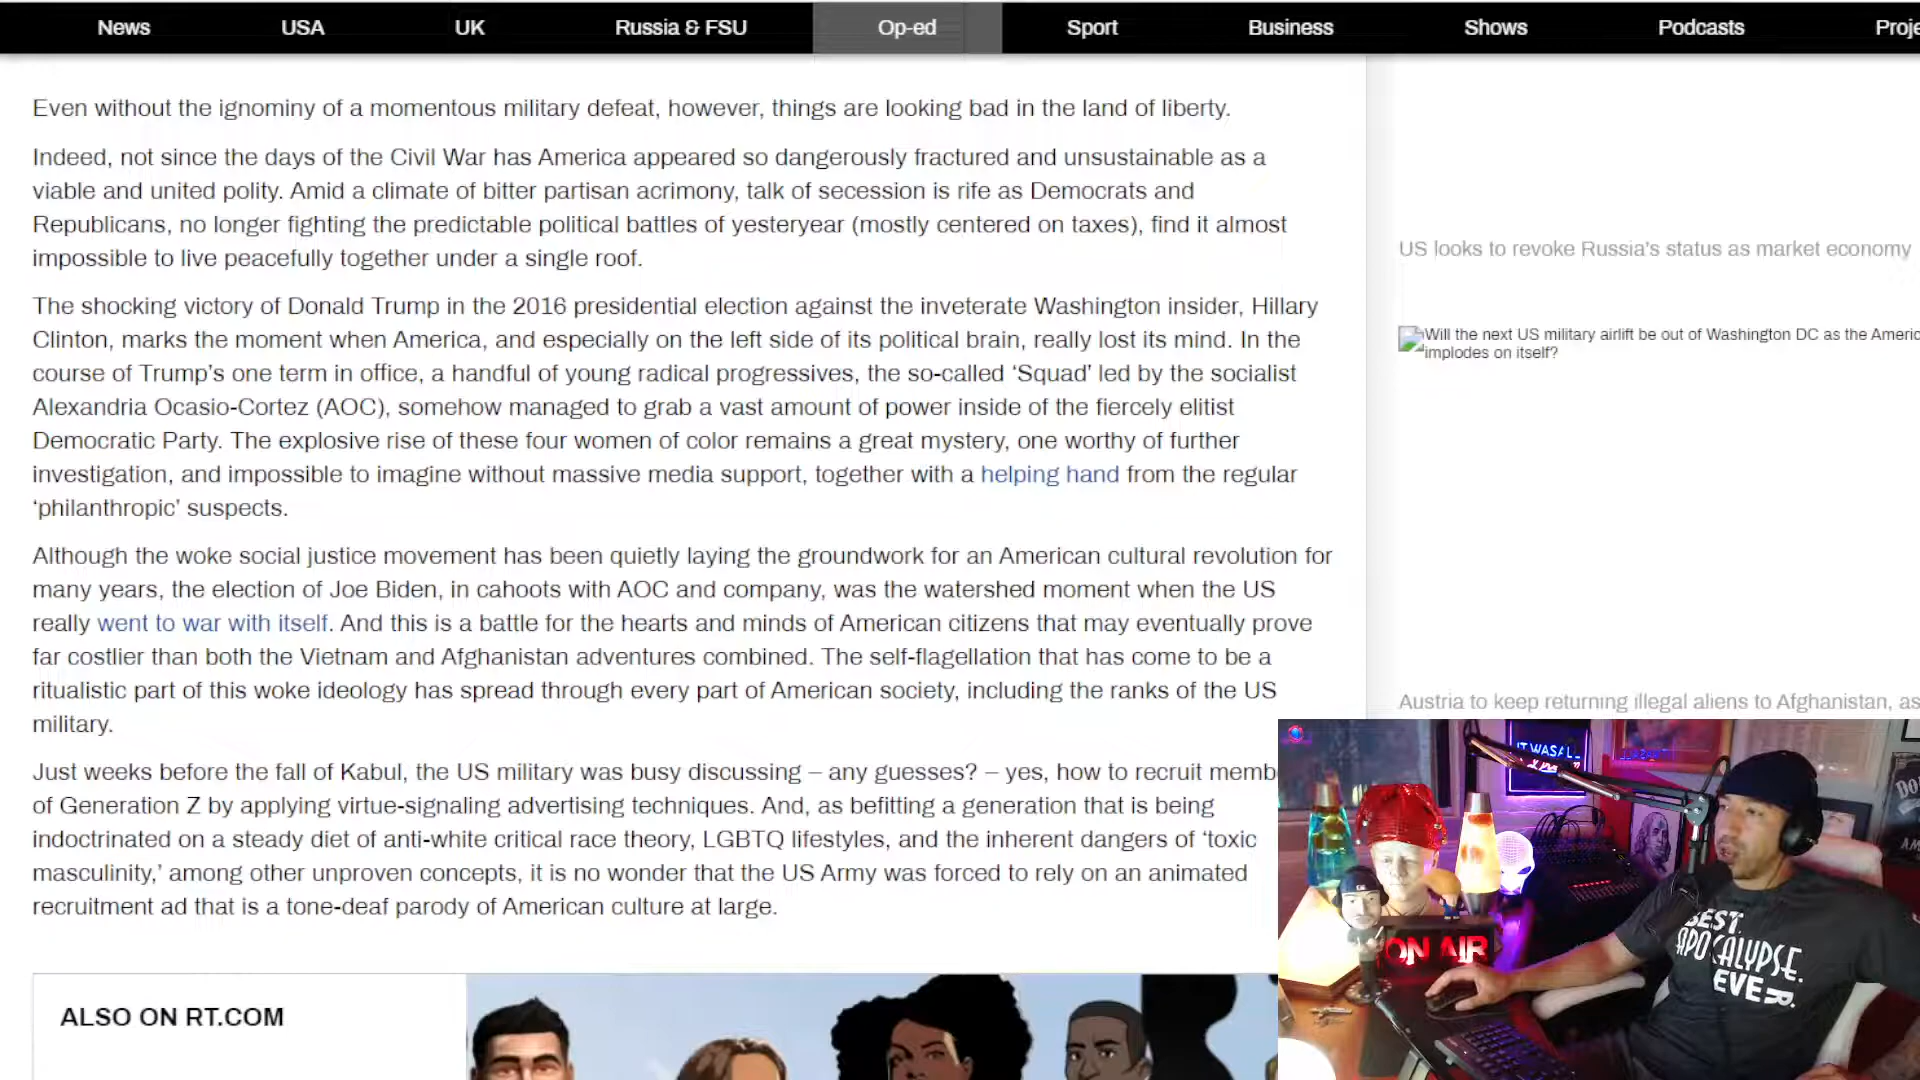 News USA UK Russia & FSU Op-ed Sport Business Shows Podcasts Proje
Even without the ignominy of a momentous military defeat, however, things are looking bad in the land of liberty.
Indeed, not since the days of the Civil War has America appeared so dangerously fractured and unsustainable as a
viable and united polity. Amid a climate of bitter partisan acrimony, talk of secession is rife as Democrats and
Republicans, no longer fighting the predictable political battles of yesteryear (mostly centered on taxes), find it almost
impossible to live peacefully together under a single roof.
The shocking victory of Donald Trump in the 2016 presidential election against the inveterate Washington insider, Hillary
Clinton, marks the moment when America, and especially on the left side of its political brain, really lost its mind. In the
course of Trump's one term in office, a handful of young radical progressives, the so-called ‘Squad’ led by the socialist
Alexandria Ocasio-Cortez (AOC), somehow managed to grab a vast amount of power inside of the fiercely elitist
Democratic Party. The explosive rise of these four women of color remains a great mystery, one worthy of further
investigation, and impossible to imagine without massive media support, together with a helping hand from the regular
‘philanthropic’ suspects.
Although the woke social justice movement has been quietly laying the groundwork for an American cultural revolution for
many years, the election of Joe Biden, in cahoots with AOC and company, was the watershed moment when the US
really went to war with itself. And this is a battle for the hearts and minds of American citizens that may eventually prove
far costlier than both the Vietnam and Afghanistan adventures combined. The self-flagellation that has come to be a
ritualistic part of this woke ideology has spread through every part of American society, including the ranks of the US
military.
Just weeks before the fall of Kabul, the US military was busy discussing – any guesses? – yes, how to recruit memb
of Generation Z by applying virtue-signaling advertising techniques. And, as befitting a generation that is being
indoctrinated on a steady diet of anti-white critical race theory, LGBTQ lifestyles, and the inherent dangers of ‘toxic
masculinity,’ among other unproven concepts, it is no wonder that the US Army was forced to rely on an animated
recruitment ad that is a tone-deaf parody of American culture at large.
ALSO ON RT.COM
US looks to revoke Russia's status as market economy
Will the next US military airlift be out of Washington DC as the Americ
implodes on itself?
Austria to keep returning illegal aliens to Afghanistan, as
IT WAS AL
ON AIR
BEST.
APOCALYPSE.
EVER.